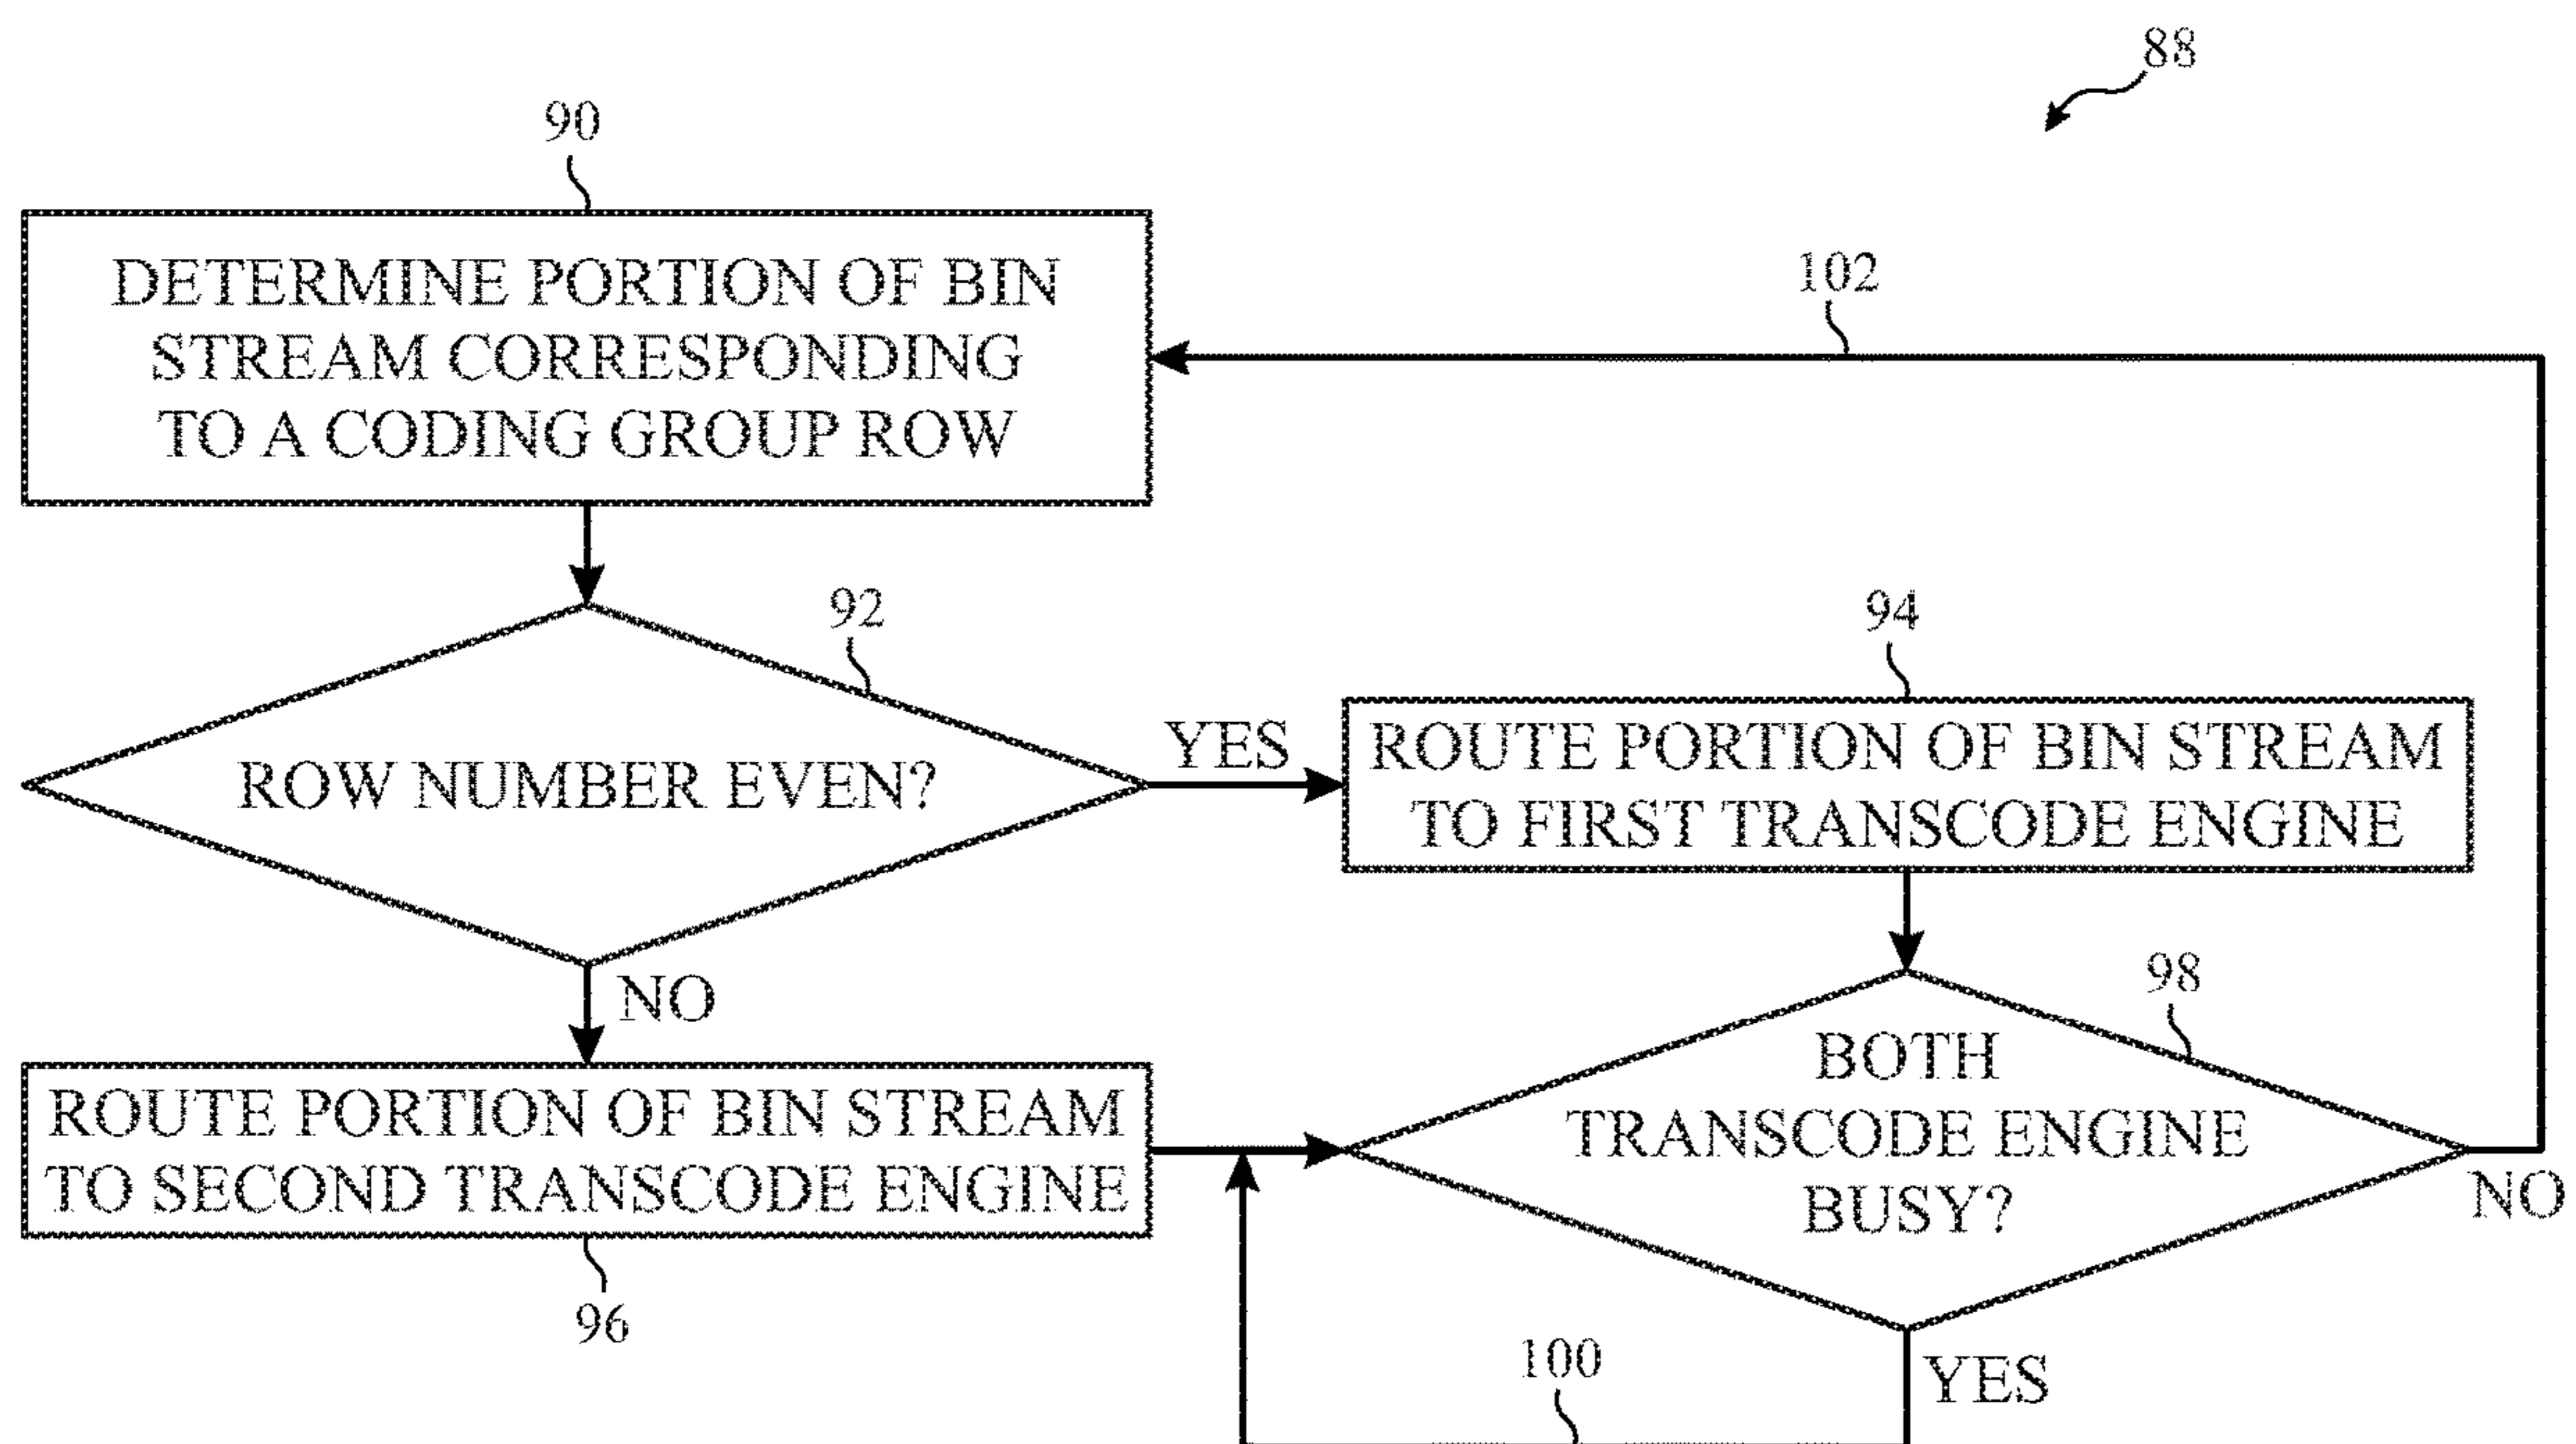 88
90
DETERMINE PORTION OF BIN
STREAM CORRESPONDING
TO A CODING GROUP ROW
102
92
ROW NUMBER EVEN?
YES
94
ROUTE PORTION OF BIN STREAM
TO FIRST TRANSCODE ENGINE
NO
ROUTE PORTION OF BIN STREAM
TO SECOND TRANSCODE ENGINE
96
98
BOTH
TRANSCODE ENGINE
BUSY?
NO
YES
100